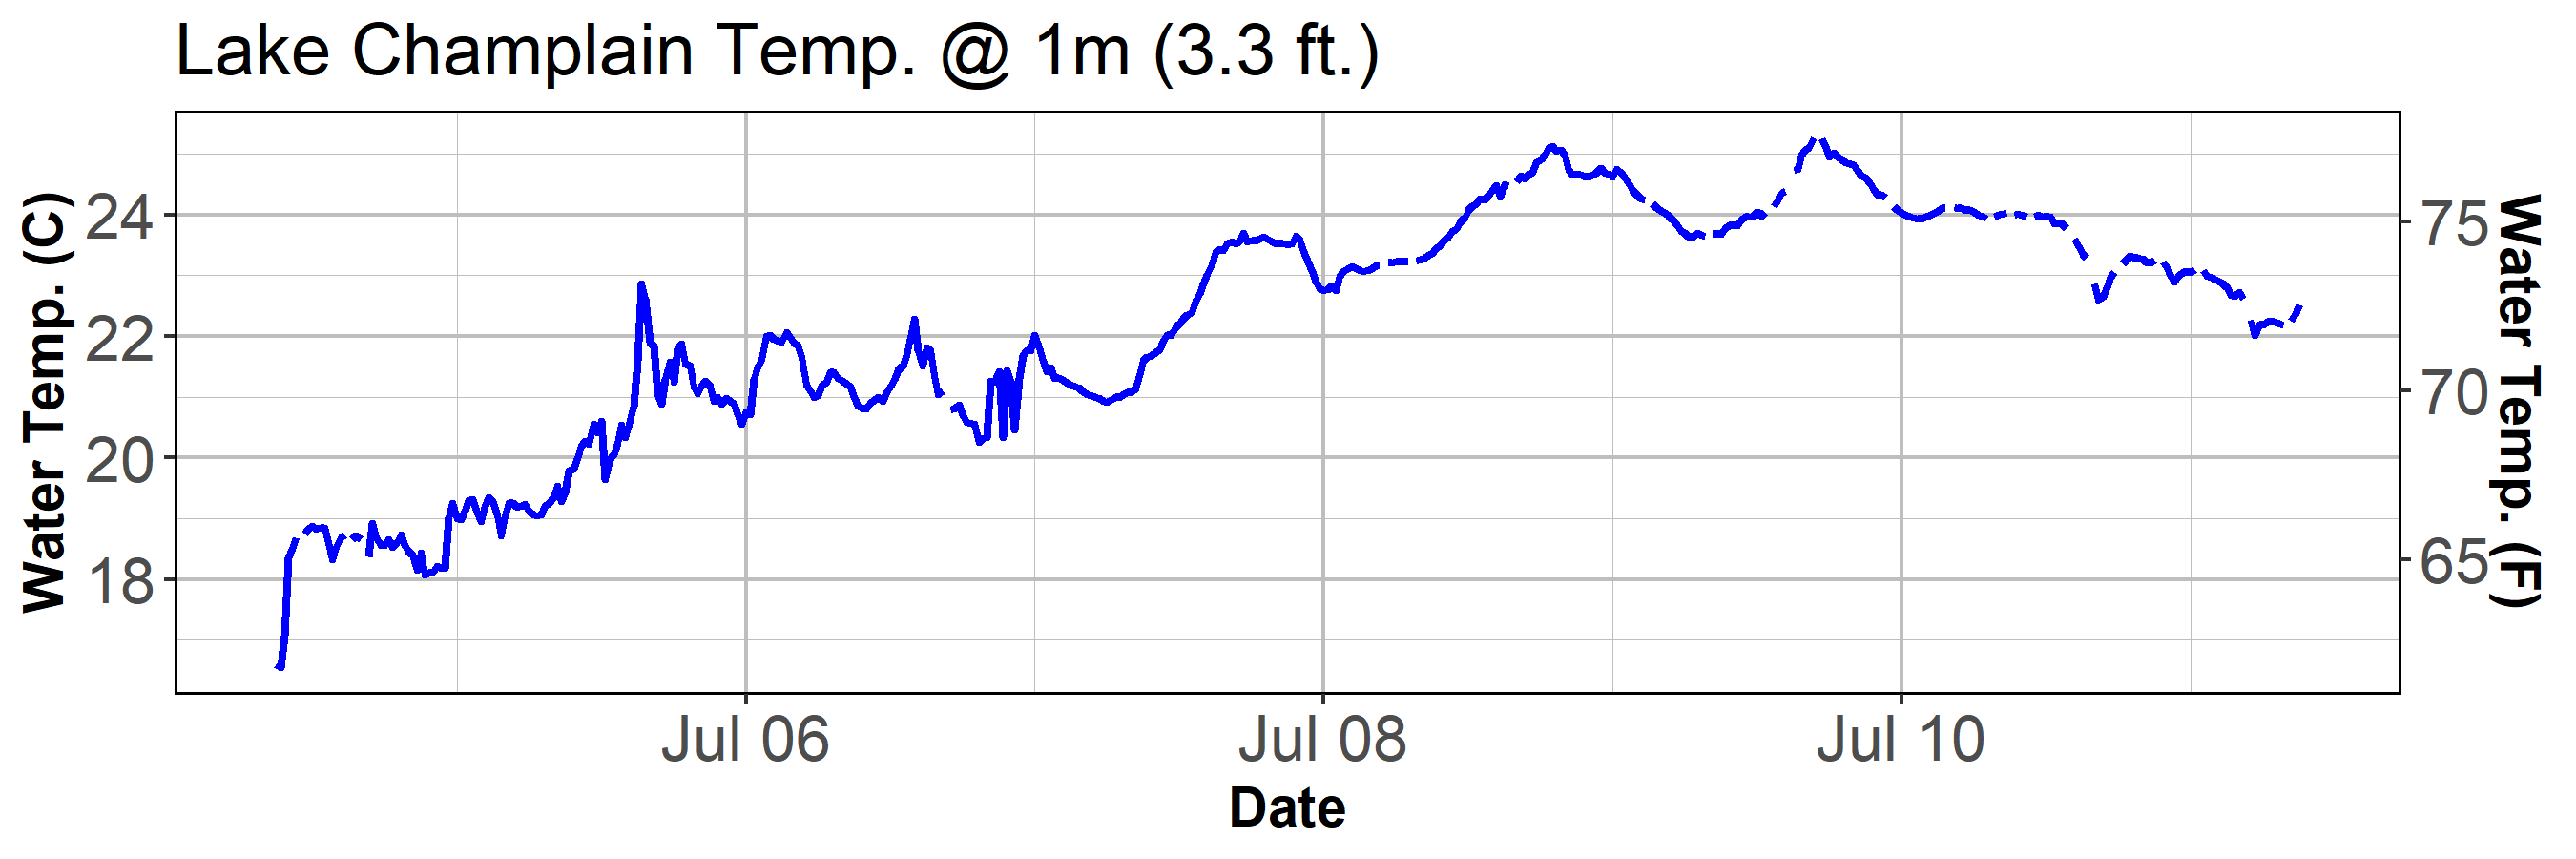 Lake Champlain Temp. @ 1m (3.3 ft.)
Water Temp. (C)
24
22
20
18
75
70
65
Water Temp. (F)
Jul 06
Jul 08
Jul 10
Date